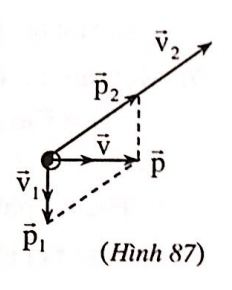 v⃗₂
p⃗₂
v⃗
p⃗
v⃗₁
p⃗₁
(Hình 87)